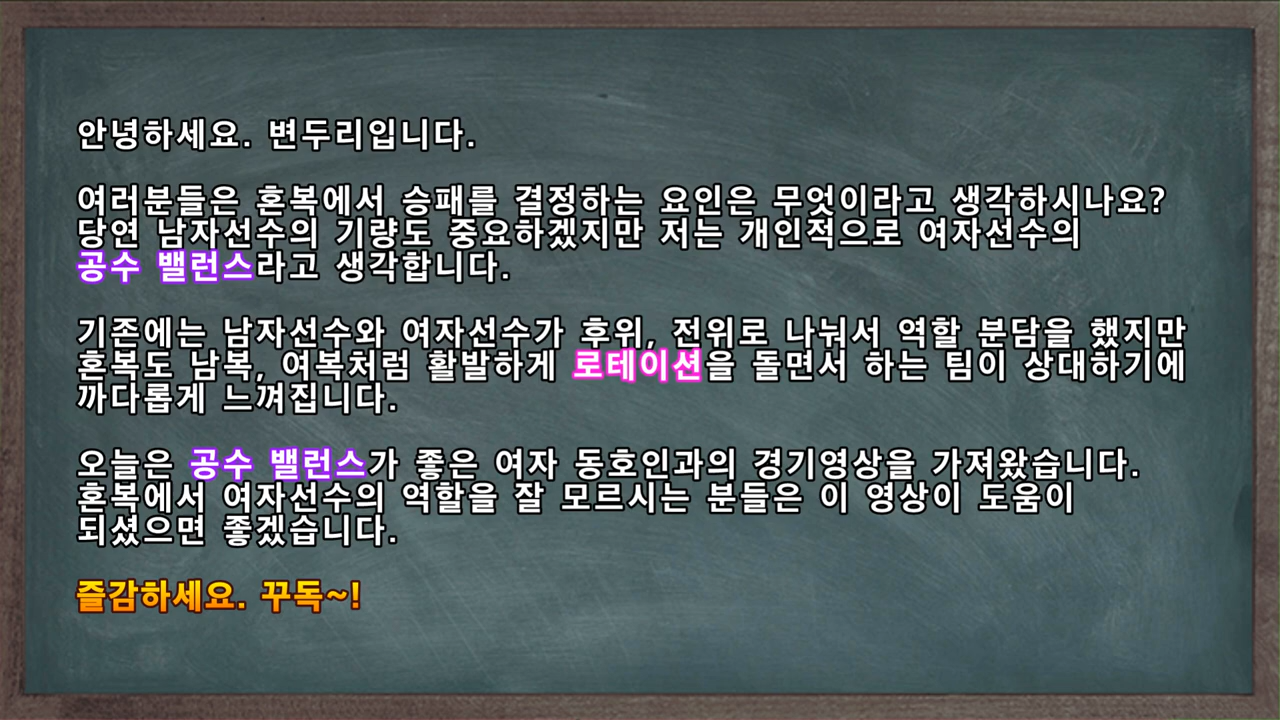 안녕하세요. 변두리입니다.
여러분들은 혼복에서 승패를 결정하는 요인은 무엇이라고 생각하시나요?
당연 남자선수의 기량도 중요하겠지만 저는 개인적으로 여자선수의
공수 밸런스라고 생각합니다.
기존에는 남자선수와 여자선수가 후위, 전위로 나눠서 역할 분담을 했지만
혼복도 남복, 여복처럼 활발하게 로테이션을 돌면서 하는 팀이 상대하기에
까다롭게 느껴집니다.
오늘은 공수 밸런스가 좋은 여자 동호인과의 경기영상을 가져왔습니다.
혼복에서 여자선수의 역할을 잘 모르시는 분들은 이 영상이 도움이
되셨으면 좋겠습니다.
즐감하세요. 꾸독~!